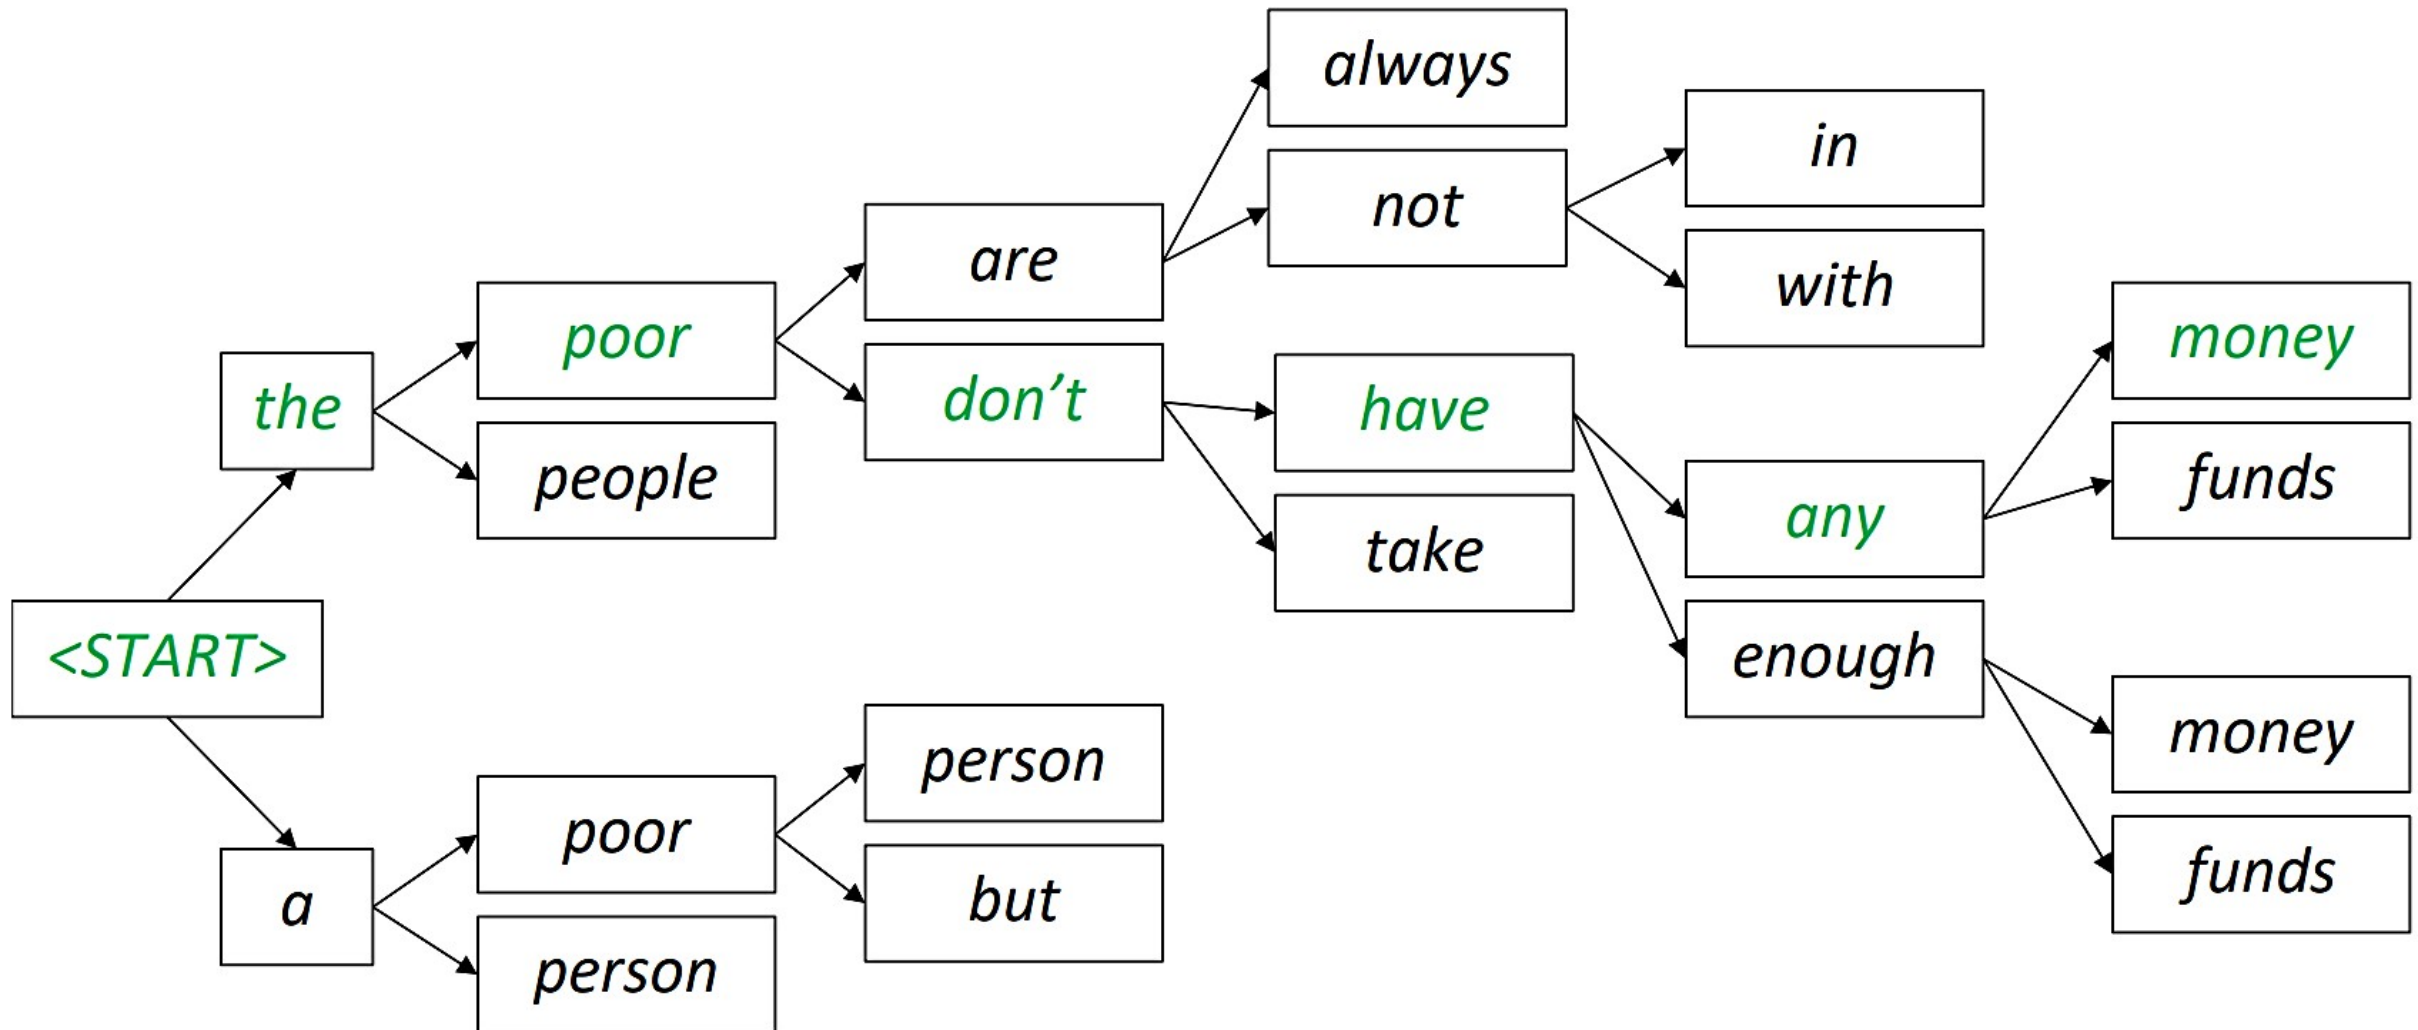 <START>
the
a
poor
people
poor
person
are
don't
person
but
always
not
have
take
in
with
any
enough
money
funds
money
funds